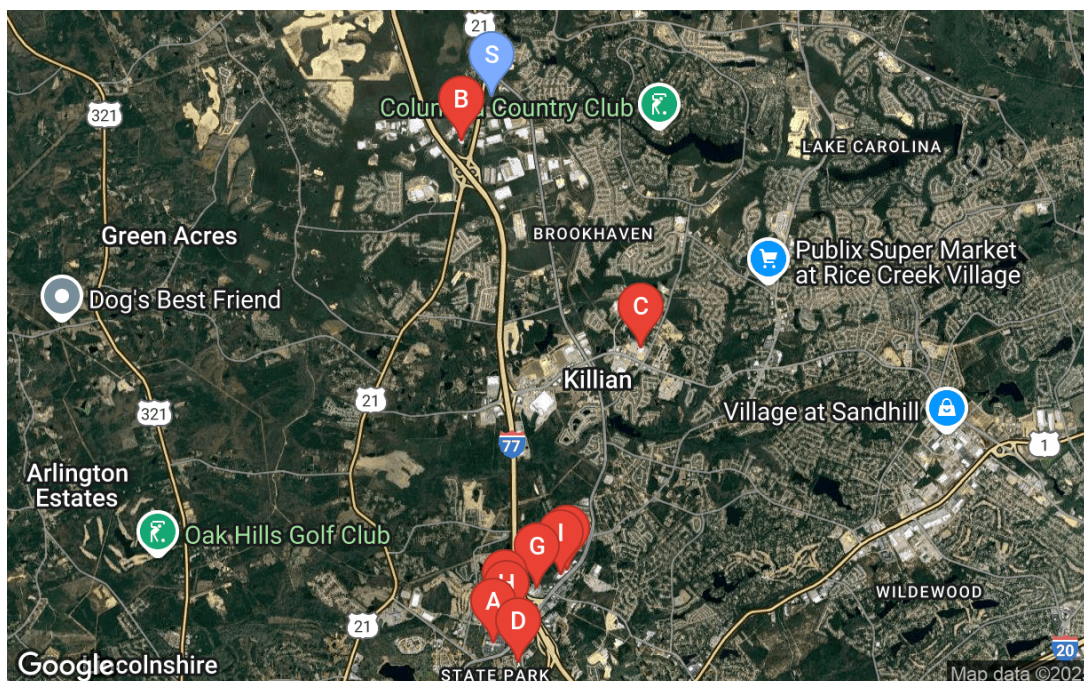 21
S
321
B
Colum
a Country Club
LAKE CAROLINA
Green Acres
BROOKHAVEN
Publix Super Market
at Rice Creek Village
Dog's Best Friend
C
Killian
21
321
Village at Sandhill
77
1
Arlington
Estates
Oak Hills Golf Club
I
G
H
A
D
WILDEWOOD
21
20
Google
colnshire
STATE PARK
Map data ©202